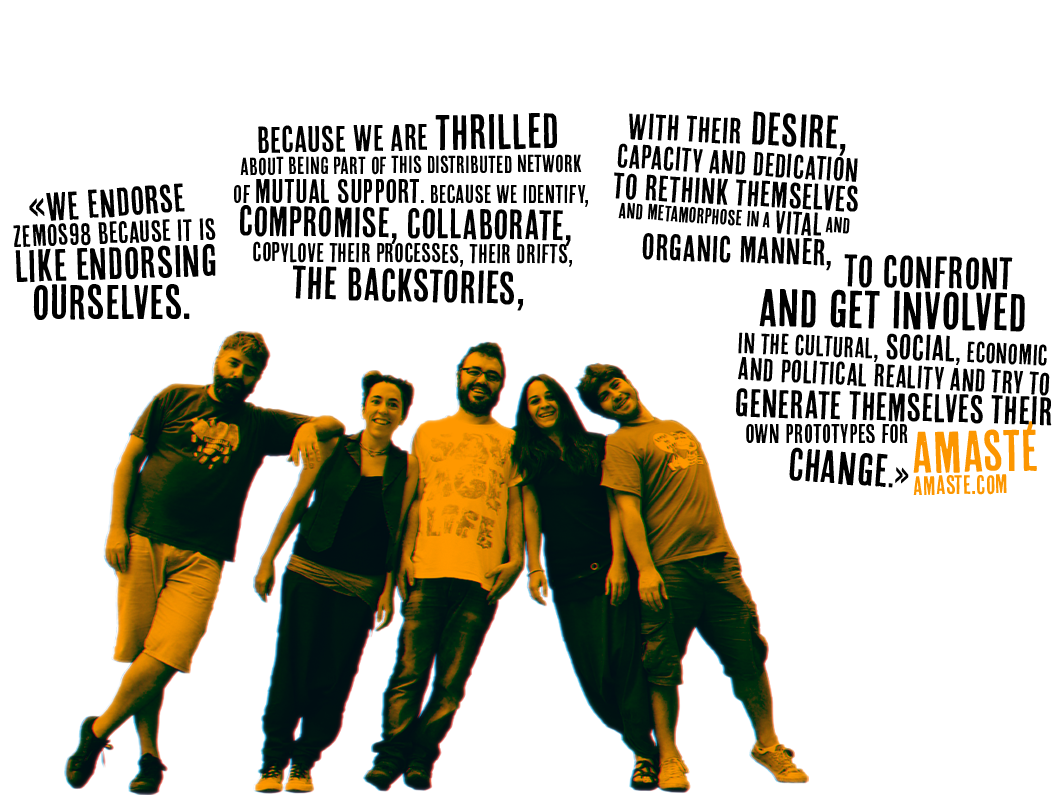 «WE ENDORSE
ZEMOS98 BECAUSE IT IS
LIKE ENDORSING
OURSELVES.
BECAUSE WE ARE THRILLED
ABOUT BEING PART OF THIS DISTRIBUTED NETWORK
OF MUTUAL SUPPORT. BECAUSE WE IDENTIFY,
COMPROMISE, COLLABORATE,
COPYLOVE THEIR PROCESSES, THEIR DRIFTS,
THE BACKSTORIES,
WITH THEIR DESIRE,
CAPACITY AND DEDICATION
TO RETHINK THEMSELVES
AND METAMORPHOSE IN A VITAL AND
ORGANIC MANNER,
TO CONFRONT
AND GET INVOLVED
IN THE CULTURAL, SOCIAL, ECONOMIC
AND POLITICAL REALITY AND TRY TO
GENERATE THEMSELVES THEIR
OWN PROTOTYPES FOR
CHANGE.»
AMASTÉ
AMASTE.COM
LIFE